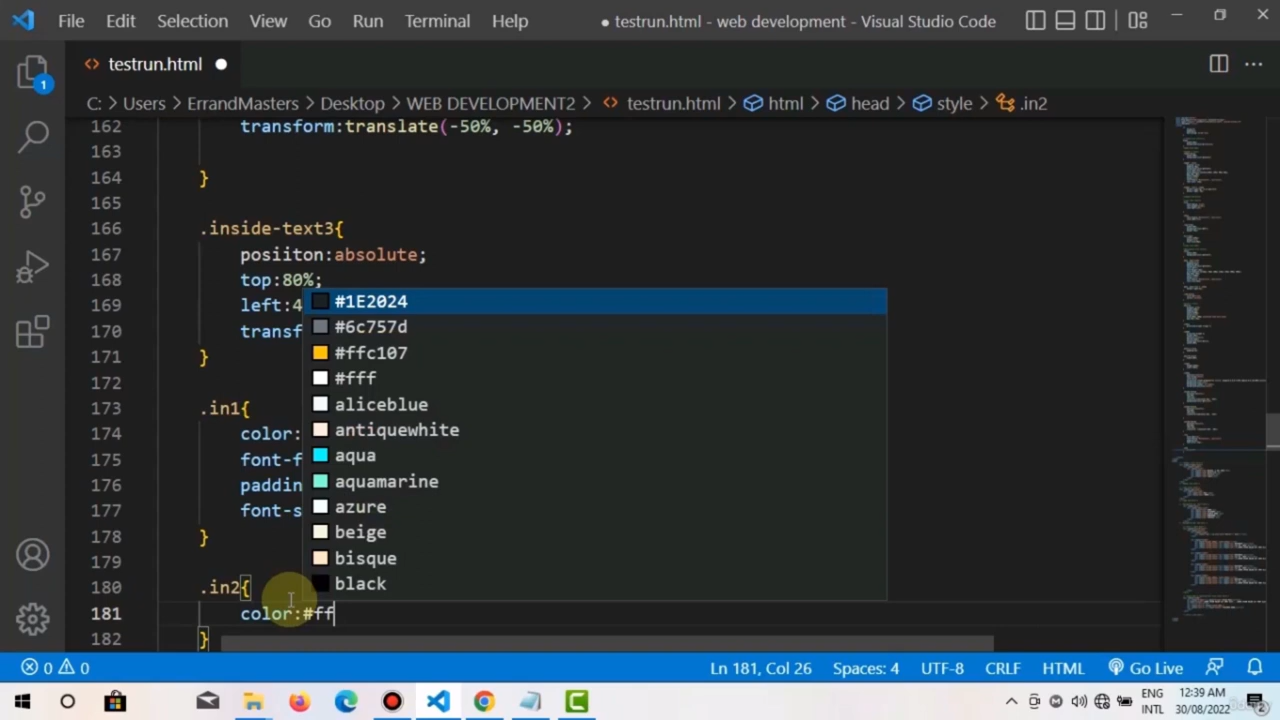 File Edit Selection View Go Run Terminal Help ● testrun.html - web development - Visual Studio Code
testrun.html
C: > Users > ErrandMasters > Desktop > WEB DEVELOPMENT2 > testrun.html > html > head > style > .in2
162 transform:translate(-50%, -50%);
163
164 }
165
166 .inside-text3{
167 posiiton:absolute;
168 top:80%;
169 left:4
170 transf
171 }
172
173 .in1{
174 color:
175 font-f
176 paddin
177 font-s
178 }
179
180 .in2{
181 color:#ff
182 }
#1E2024
#6c757d
#ffc107
#fff
aliceblue
antiquewhite
aqua
aquamarine
azure
beige
bisque
black
1
0 0 Ln 181, Col 26 Spaces: 4 UTF-8 CRLF HTML Go Live
ENG
INTL
12:39 AM
30/08/2022
2